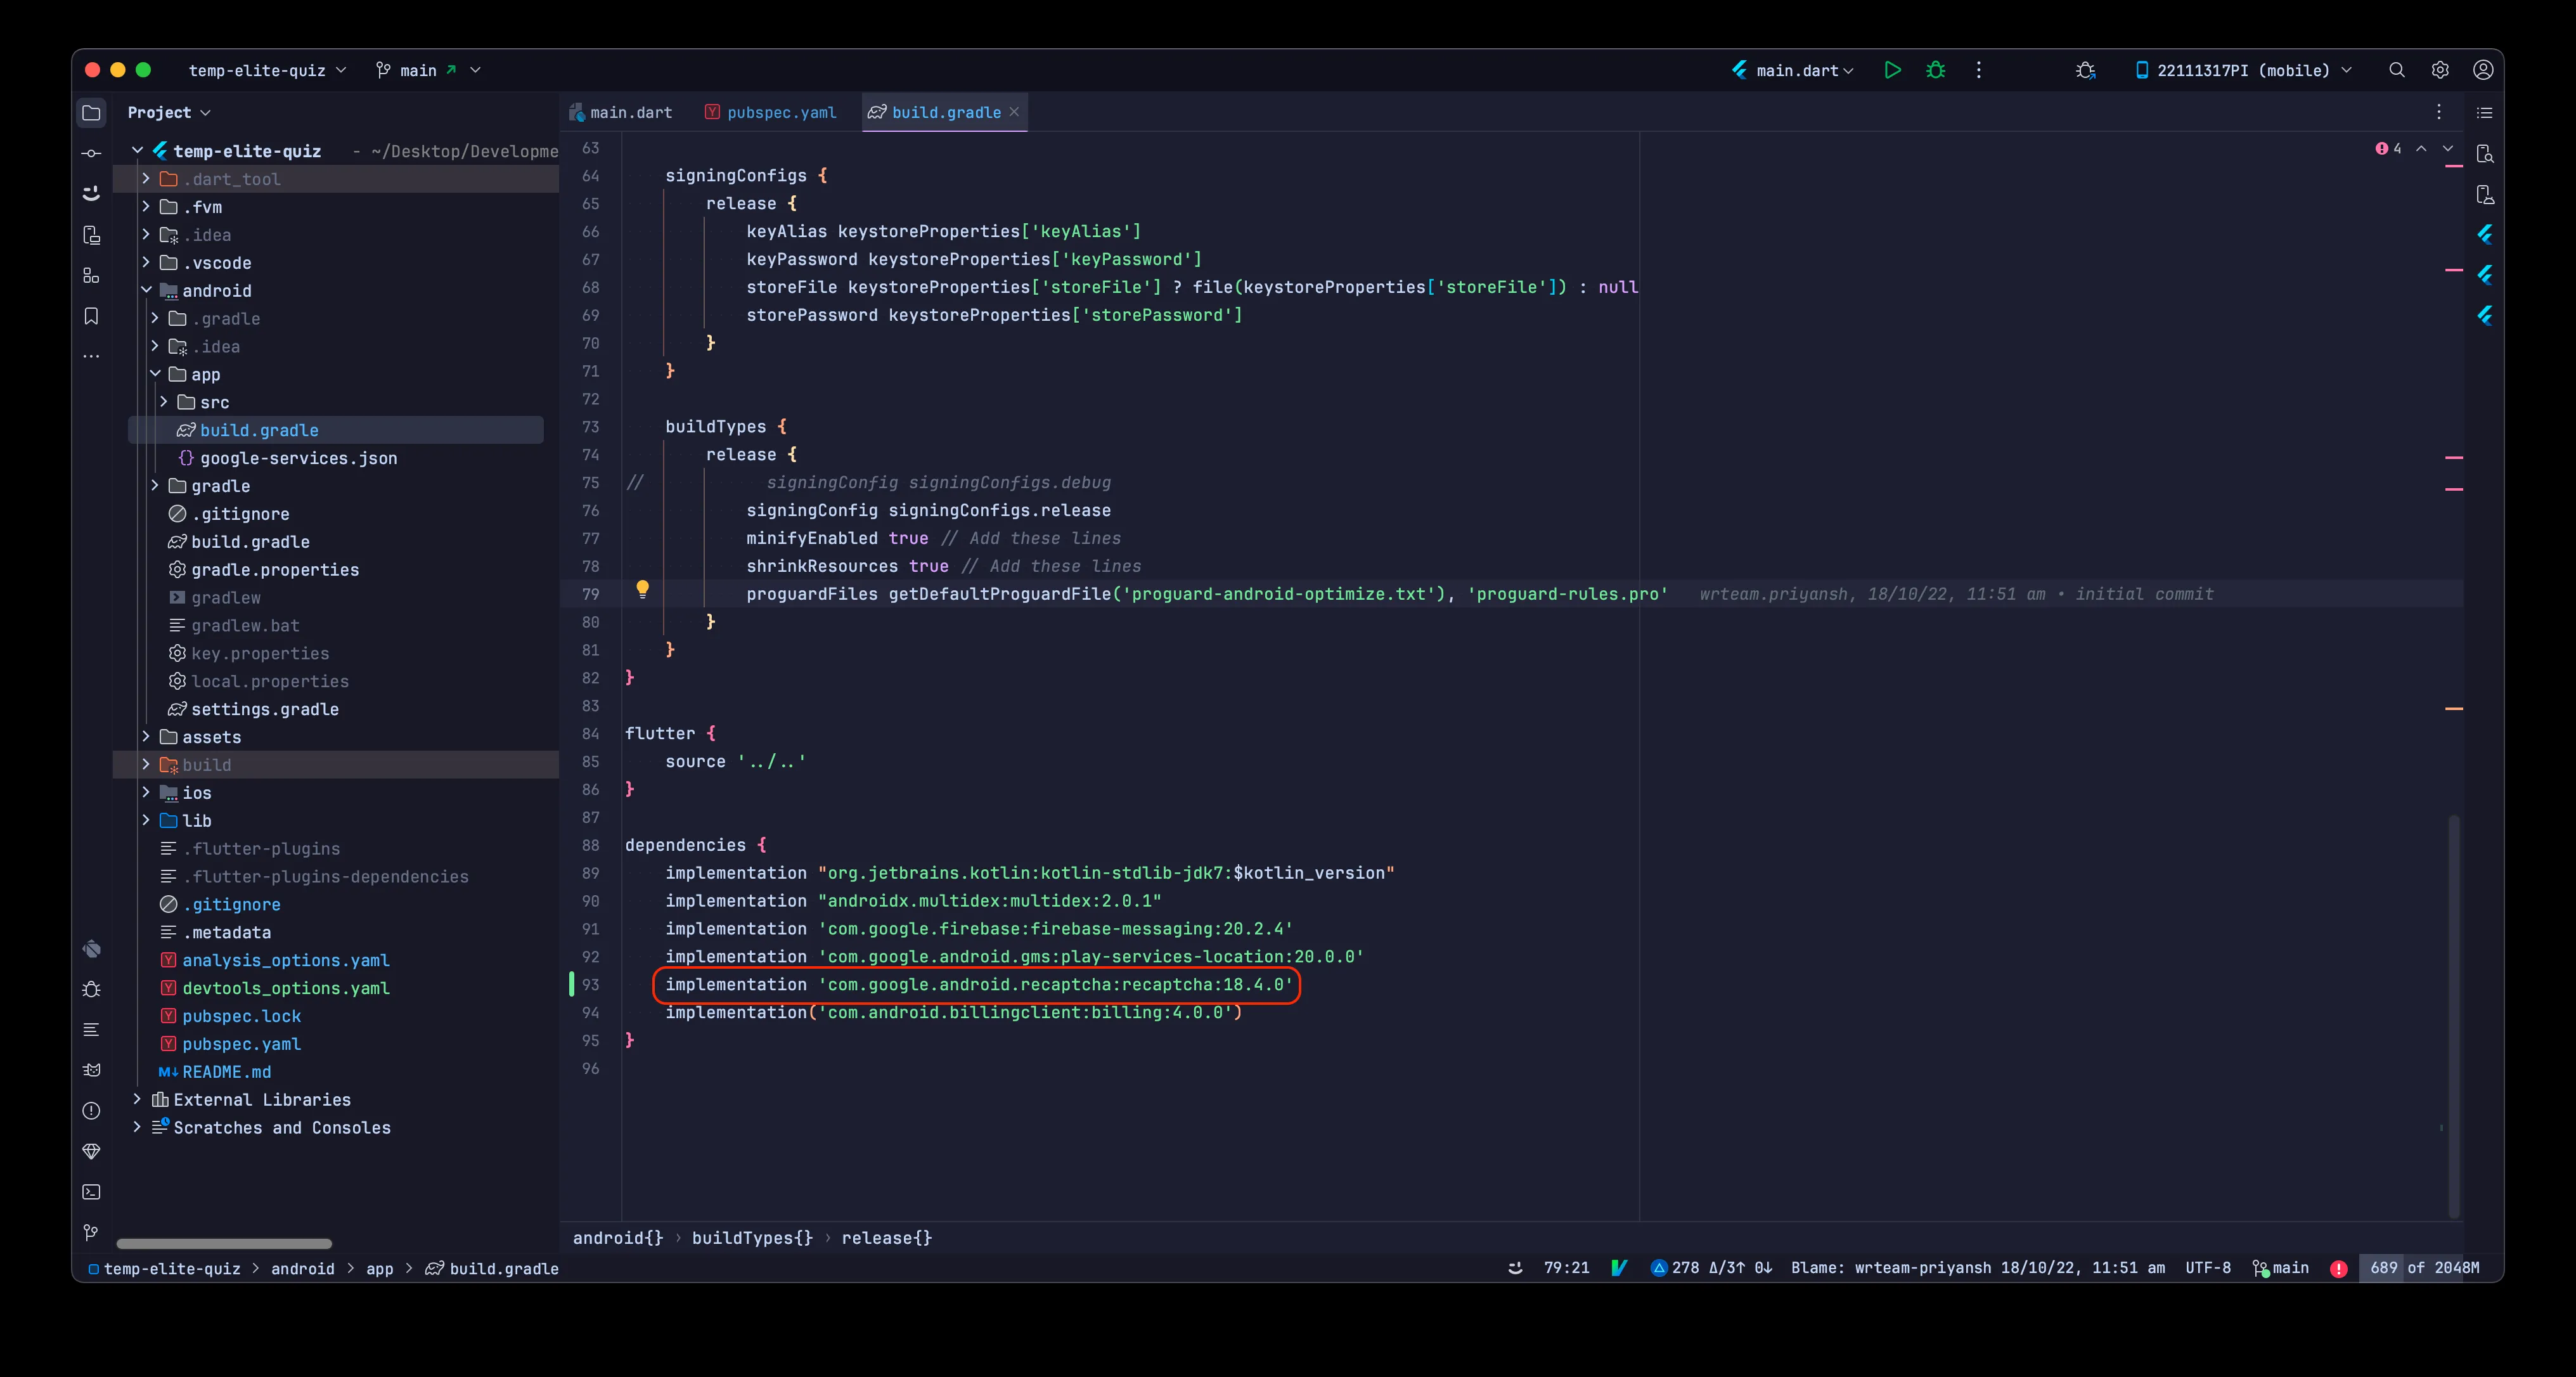 temp-elite-quiz main main.dart 22111317PI (mobile)
Project
main.dart pubspec.yaml build.gradle
temp-elite-quiz - ~/Desktop/Developme
.dart_tool
.fvm
.idea
.vscode
android
.gradle
.idea
app
src
build.gradle
google-services.json
gradle
.gitignore
build.gradle
gradle.properties
gradlew
gradlew.bat
key.properties
local.properties
settings.gradle
assets
build
ios
lib
.flutter-plugins
.flutter-plugins-dependencies
.gitignore
.metadata
analysis_options.yaml
devtools_options.yaml
pubspec.lock
pubspec.yaml
README.md
External Libraries
Scratches and Consoles
4
63
64 signingConfigs {
65 release {
66 keyAlias keystoreProperties['keyAlias']
67 keyPassword keystoreProperties['keyPassword']
68 storeFile keystoreProperties['storeFile'] ? file(keystoreProperties['storeFile']) : null
69 storePassword keystoreProperties['storePassword']
70 }
71 }
72
73 buildTypes {
74 release {
75 // signingConfig signingConfigs.debug
76 signingConfig signingConfigs.release
77 minifyEnabled true // Add these lines
78 shrinkResources true // Add these lines
79 proguardFiles getDefaultProguardFile('proguard-android-optimize.txt'), 'proguard-rules.pro' wrteam.priyansh, 18/10/22, 11:51 am • initial commit
80 }
81 }
82 }
83
84 flutter {
85 source '../..'
86 }
87
88 dependencies {
89 implementation "org.jetbrains.kotlin:kotlin-stdlib-jdk7:$kotlin_version"
90 implementation "androidx.multidex:multidex:2.0.1"
91 implementation 'com.google.firebase:firebase-messaging:20.2.4'
92 implementation 'com.google.android.gms:play-services-location:20.0.0'
93 implementation 'com.google.android.recaptcha:recaptcha:18.4.0'
94 implementation('com.android.billingclient:billing:4.0.0')
95 }
96
android{} › buildTypes{} › release{}
temp-elite-quiz > android > app > build.gradle
79:21 278 Δ/3↑ 0↓ Blame: wrteam-priyansh 18/10/22, 11:51 am UTF-8 main 689 of 2048M